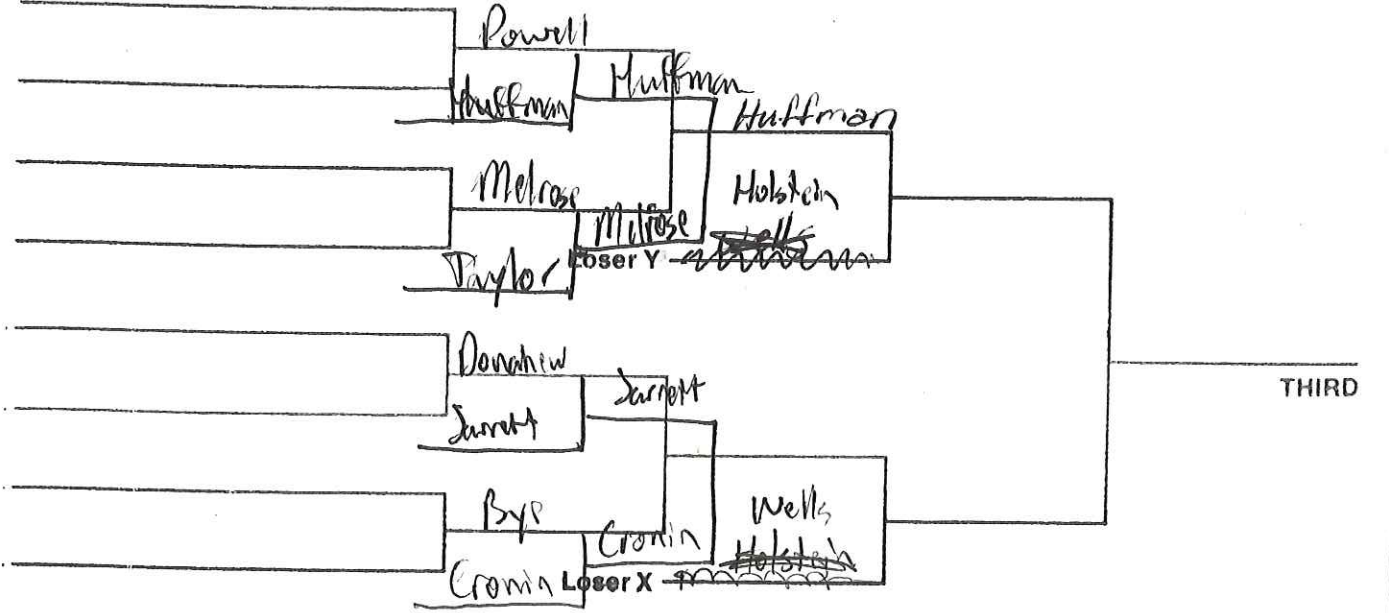 Powell
Huffman
Huffman
Huffman
Melrose
Holstein
Melrose
Wells
Loser Y
Taylor
Donahew
Jarrett
Jarrett
THIRD
Bye
Wells
Cronin
Holstein
Cronin
Loser X